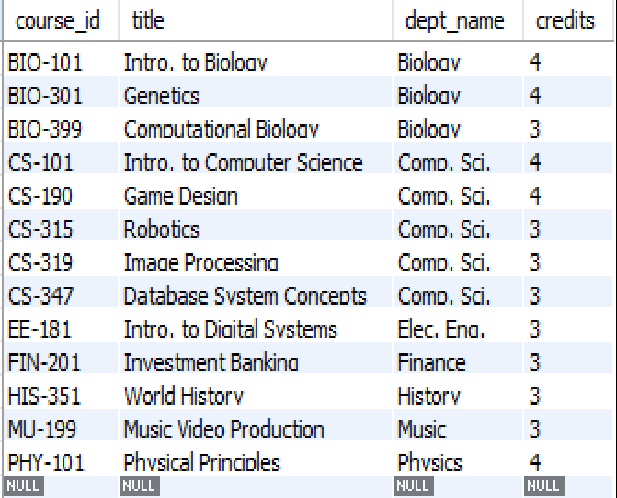 course_id title dept_name credits
BIO-101 Intro. to Biology Biology 4
BIO-301 Genetics Biology 4
BIO-399 Computational Biology Biology 3
CS-101 Intro. to Computer Science Comp. Sci. 4
CS-190 Game Design Comp. Sci. 4
CS-315 Robotics Comp. Sci. 3
CS-319 Image Processing Comp. Sci. 3
CS-347 Database System Concepts Comp. Sci. 3
EE-181 Intro. to Digital Systems Elec. Eng. 3
FIN-201 Investment Banking Finance 3
HIS-351 World History History 3
MU-199 Music Video Production Music 3
PHY-101 Physical Principles Physics 4
NULL NULL NULL NULL